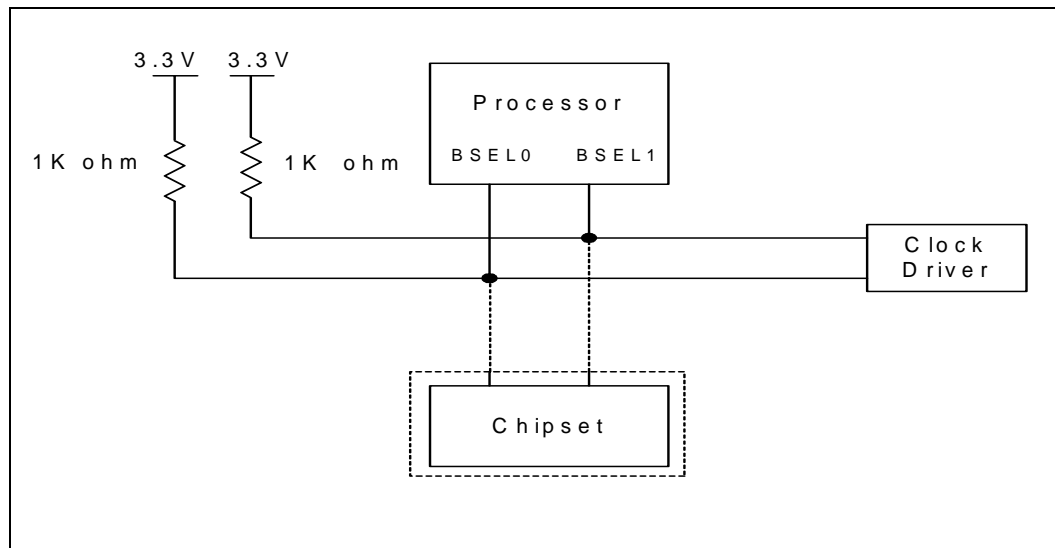 3.3V 3.3V
Processor
1K ohm
1K ohm
BSEL0 BSEL1
Clock
Driver
Chipset